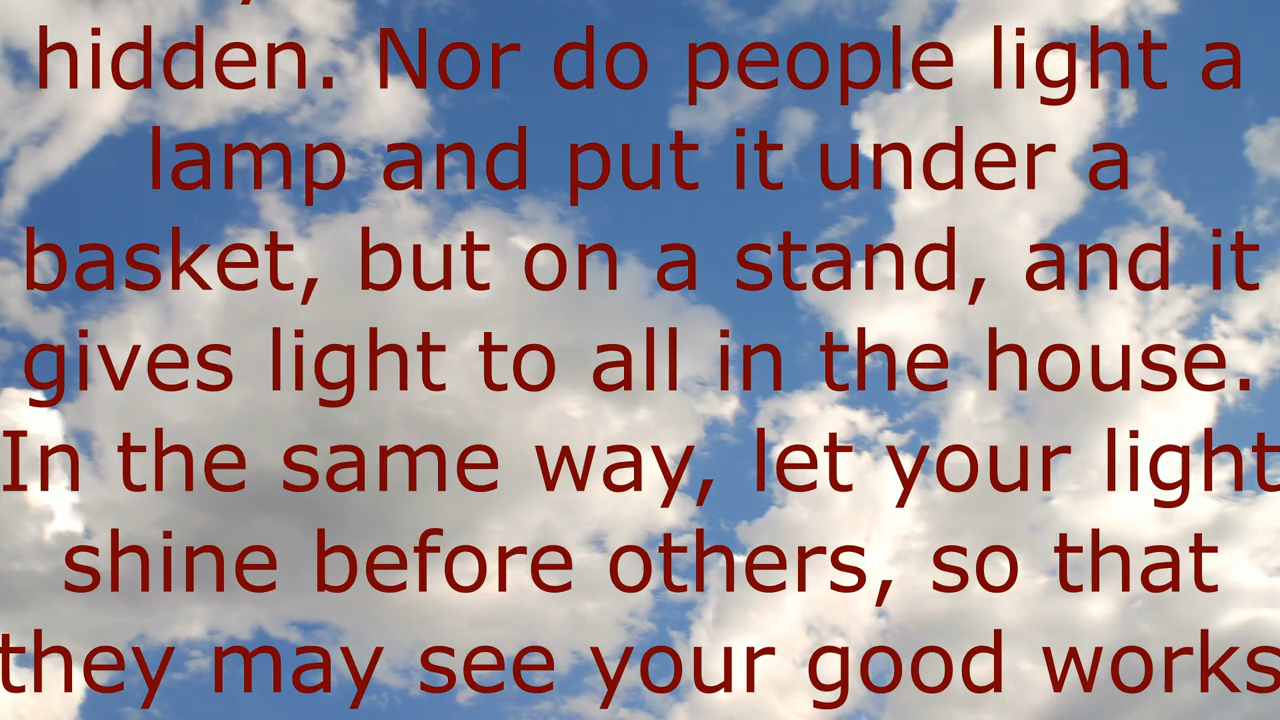 hidden. Nor do people light a
lamp and put it under a
basket, but on a stand, and it
gives light to all in the house.
In the same way, let your light
shine before others, so that
they may see your good works